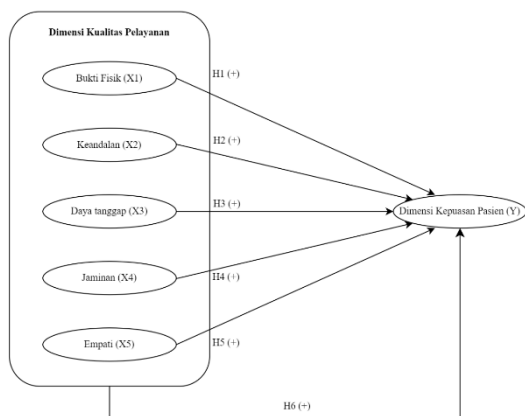 Dimensi Kualitas Pelayanan
Bukti Fisik (X1)
H1 (+)
Keandalan (X2)
H2 (+)
Daya tanggap (X3)
H3 (+)
Dimensi Kepuasan Pasien (Y)
Jaminan (X4)
H4 (+)
Empati (X5)
H5 (+)
H6 (+)